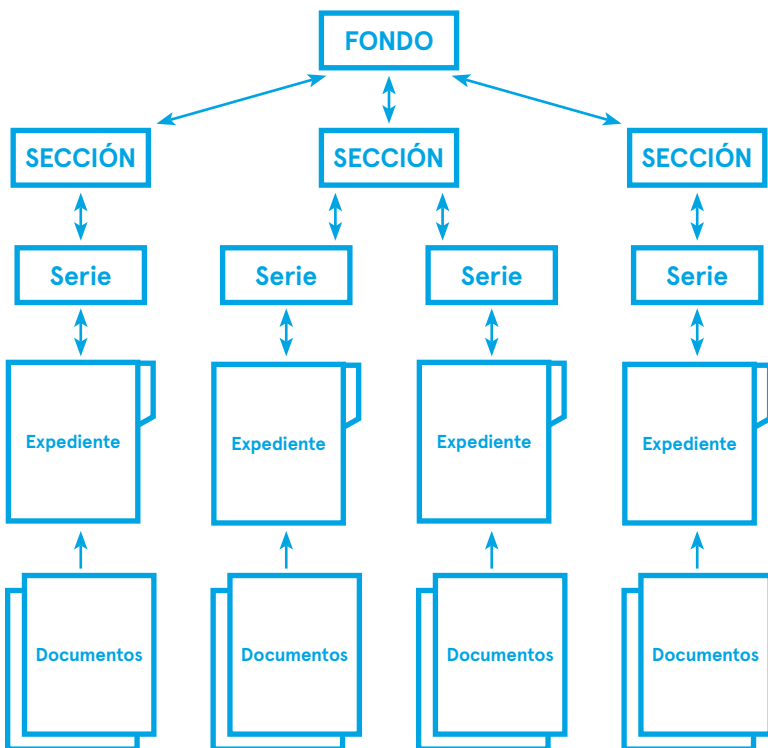 FONDO
SECCIÓN
SECCIÓN
SECCIÓN
Serie
Serie
Serie
Serie
Expediente
Expediente
Expediente
Expediente
Documentos
Documentos
Documentos
Documentos